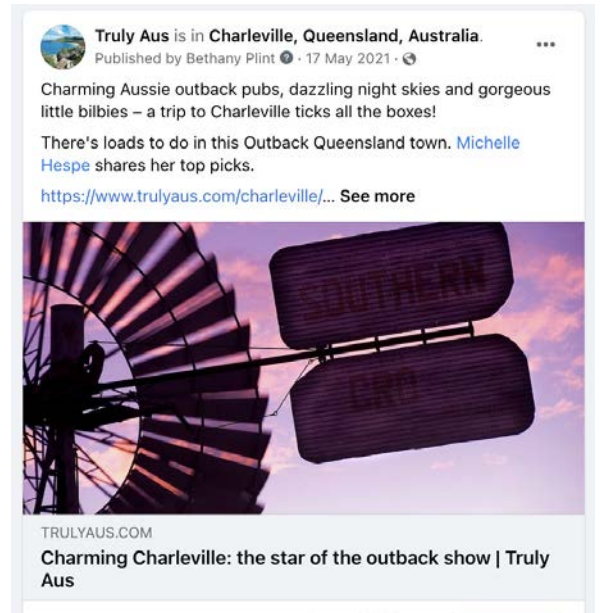 Truly Aus is in Charleville, Queensland, Australia.
Published by Bethany Plint · 17 May 2021 ·
Charming Aussie outback pubs, dazzling night skies and gorgeous
little bilbies – a trip to Charleville ticks all the boxes!
There's loads to do in this Outback Queensland town. Michelle
Hespe shares her top picks.
https://www.trulyaus.com/charleville/... See more
SOUTHERN
CRO
TRULYAUS.COM
Charming Charleville: the star of the outback show | Truly
Aus